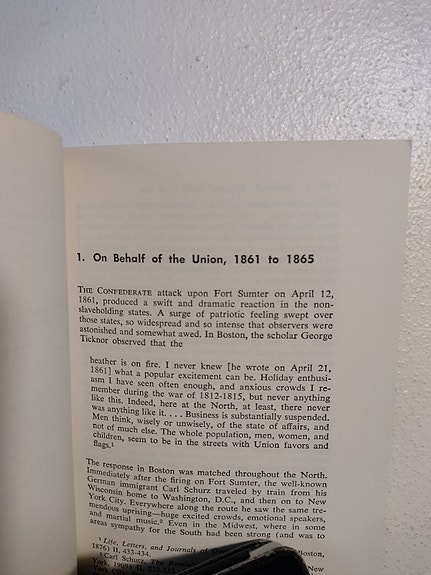 1. On Behalf of the Union, 1861 to 1865
THE CONFEDERATE attack upon Fort Sumter on April 12,
1861, produced a swift and dramatic reaction in the non-
slaveholding states. A surge of patriotic feeling swept over
those states, so widespread and so intense that observers were
astonished and somewhat awed. In Boston, the scholar George
Ticknor observed that the
heather is on fire. I never knew [he wrote on April 21,
1861] what a popular excitement can be. Holiday enthusi-
asm I have seen often enough, and anxious crowds I re-
member during the war of 1812-1815, but never anything
like this. Indeed, here at the North, at least, there never
was anything like it. . . . Business is substantially suspended.
Men think, wisely or unwisely, of the state of affairs, and
not of much else. The whole population, men, women, and
children, seem to be in the streets with Union favors and
flags.¹
The response in Boston was matched throughout the North.
Immediately after the firing on Fort Sumter, the well-known
German immigrant Carl Schurz traveled by train from his
Wisconsin home to Washington, D.C., and then on to New
York City. Everywhere along the route he saw the same tre-
mendous uprising—huge excited crowds, emotional speakers,
and martial music.² Even in the Midwest, where in some
areas sympathy for the South had been strong (and was to
¹ Life, Letters, and Journals of Boston,
1876) II, 433-434.
² Carl Schurz, The
York, 1909)